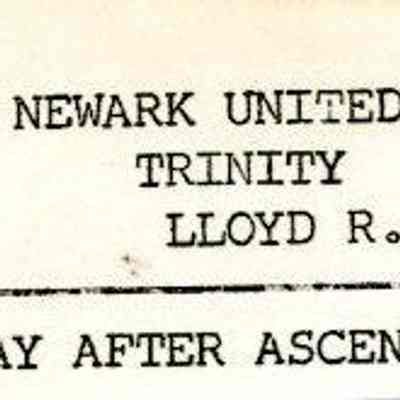 NEWARK UNITED
TRINITY
LLOYD R.
AY AFTER ASCEN